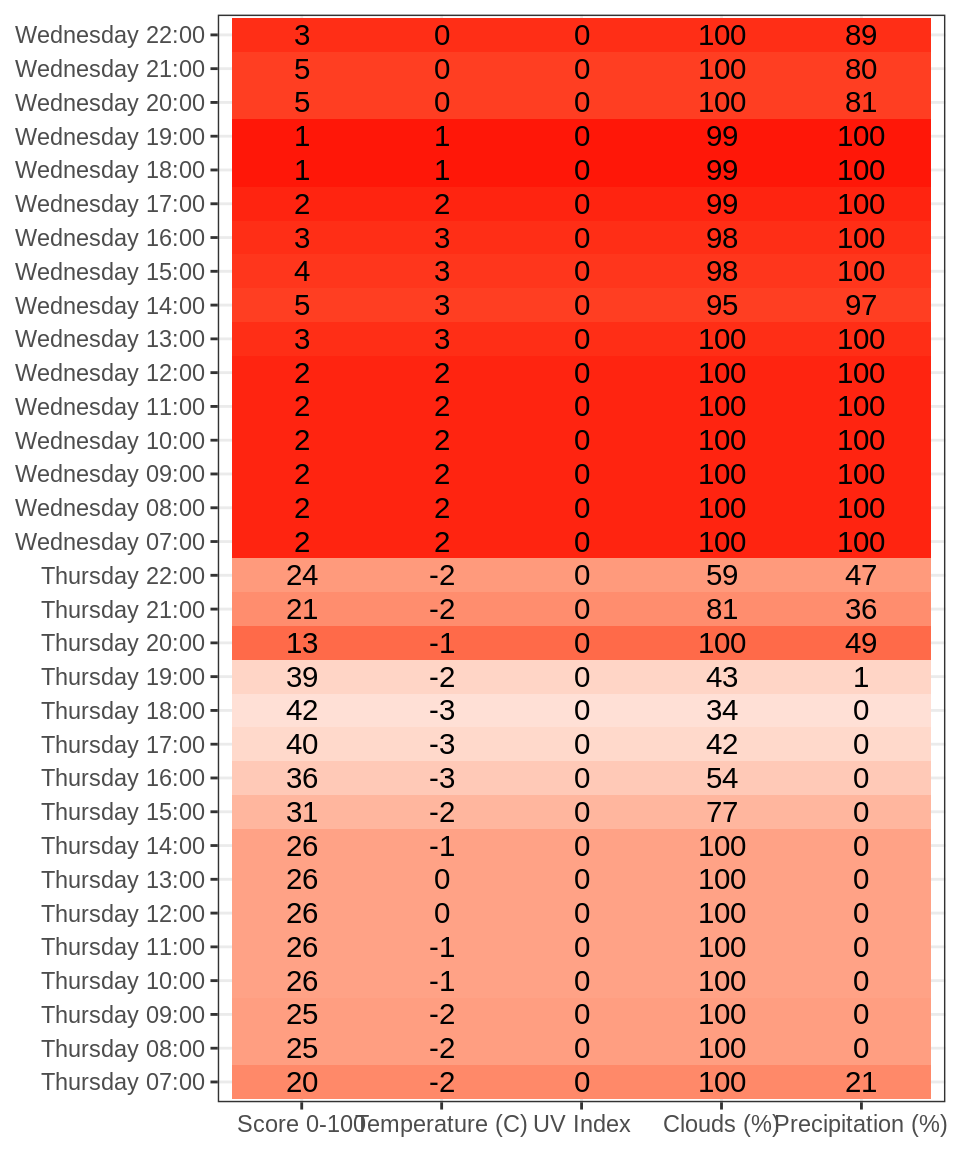 Wednesday 22:00 3 0 0 100 89
Wednesday 21:00 5 0 0 100 80
Wednesday 20:00 5 0 0 100 81
Wednesday 19:00 1 1 0 99 100
Wednesday 18:00 1 1 0 99 100
Wednesday 17:00 2 2 0 99 100
Wednesday 16:00 3 3 0 98 100
Wednesday 15:00 4 3 0 98 100
Wednesday 14:00 5 3 0 95 97
Wednesday 13:00 3 3 0 100 100
Wednesday 12:00 2 2 0 100 100
Wednesday 11:00 2 2 0 100 100
Wednesday 10:00 2 2 0 100 100
Wednesday 09:00 2 2 0 100 100
Wednesday 08:00 2 2 0 100 100
Wednesday 07:00 2 2 0 100 100
Thursday 22:00 24 -2 0 59 47
Thursday 21:00 21 -2 0 81 36
Thursday 20:00 13 -1 0 100 49
Thursday 19:00 39 -2 0 43 1
Thursday 18:00 42 -3 0 34 0
Thursday 17:00 40 -3 0 42 0
Thursday 16:00 36 -3 0 54 0
Thursday 15:00 31 -2 0 77 0
Thursday 14:00 26 -1 0 100 0
Thursday 13:00 26 0 0 100 0
Thursday 12:00 26 0 0 100 0
Thursday 11:00 26 -1 0 100 0
Thursday 10:00 26 -1 0 100 0
Thursday 09:00 25 -2 0 100 0
Thursday 08:00 25 -2 0 100 0
Thursday 07:00 20 -2 0 100 21
Score 0-100 Temperature (C) UV Index Clouds (%) Precipitation (%)